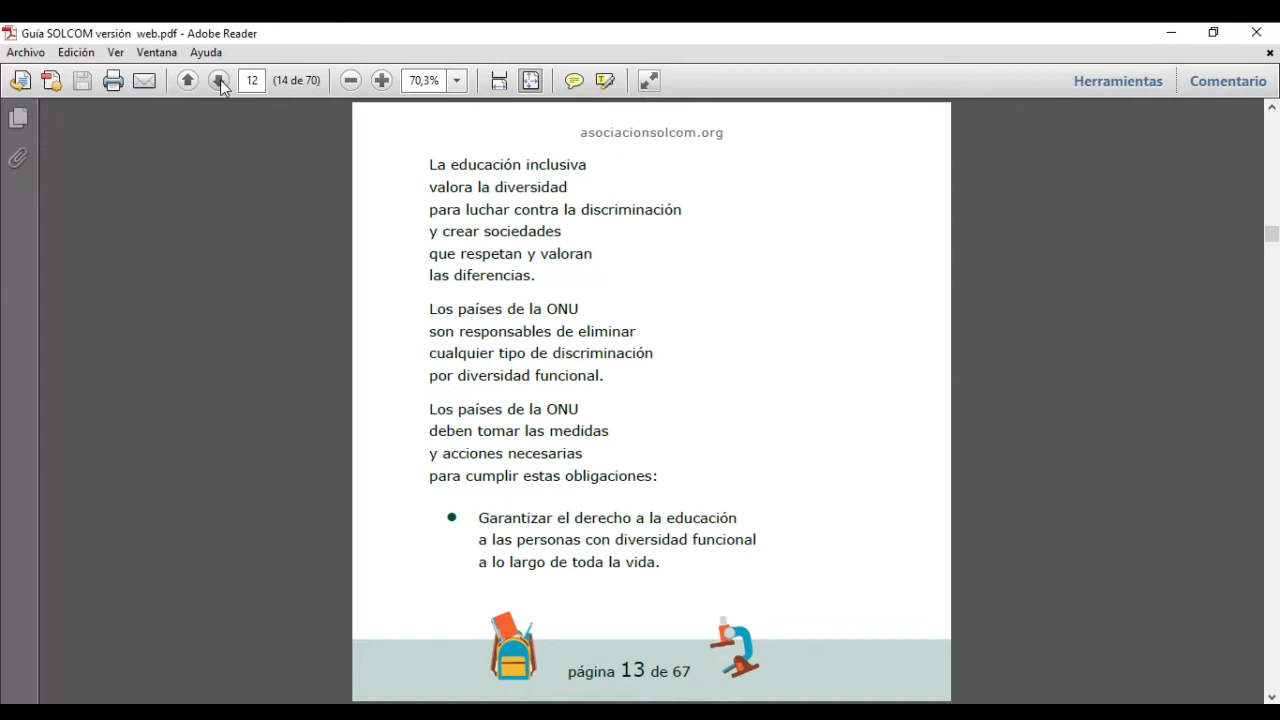 Guía SOLCOM versión web.pdf - Adobe Reader
Archivo Edición Ver Ventana Ayuda
12 (14 de 70) 70,3% Herramientas Comentario
asociacionsolcom.org
La educación inclusiva
valora la diversidad
para luchar contra la discriminación
y crear sociedades
que respetan y valoran
las diferencias.
Los países de la ONU
son responsables de eliminar
cualquier tipo de discriminación
por diversidad funcional.
Los países de la ONU
deben tomar las medidas
y acciones necesarias
para cumplir estas obligaciones:
● Garantizar el derecho a la educación
a las personas con diversidad funcional
a lo largo de toda la vida.
página 13 de 67